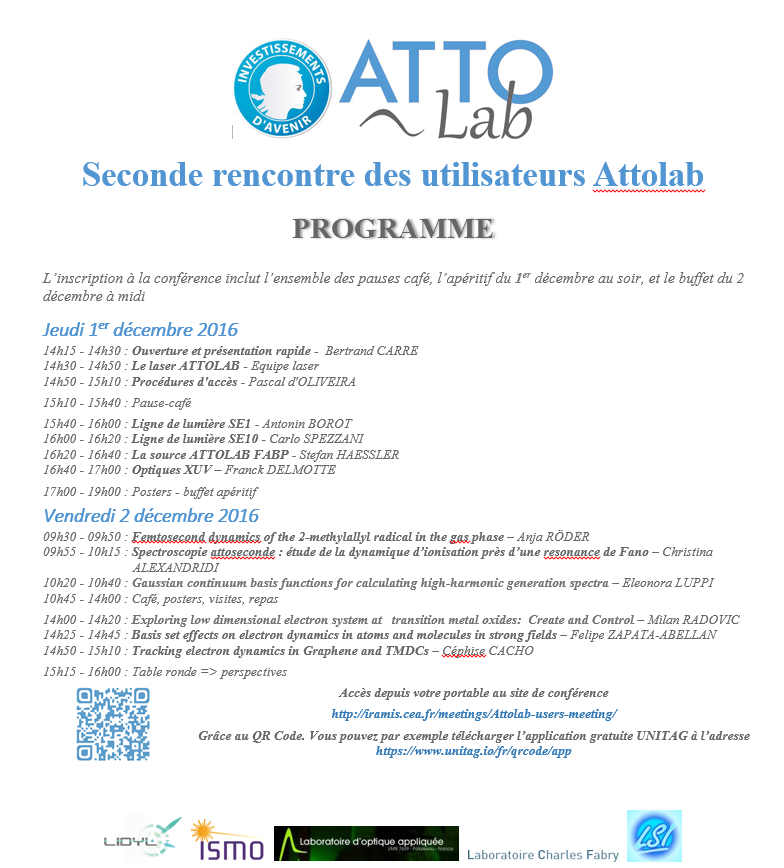 INVESTISSEMENTS
D'AVENIR
ATTO
Lab
Seconde rencontre des utilisateurs Attolab
PROGRAMME
L’inscription à la conférence inclut l’ensemble des pauses café, l’apéritif du 1er décembre au soir, et le buffet du 2
décembre à midi
Jeudi 1er décembre 2016
14h15 - 14h30 : Ouverture et présentation rapide - Bertrand CARRE
14h30 - 14h50 : Le laser ATTOLAB - Equipe laser
14h50 - 15h10 : Procédures d'accès - Pascal d'OLIVEIRA
15h10 - 15h40 : Pause-café
15h40 - 16h00 : Ligne de lumière SE1 - Antonin BOROT
16h00 - 16h20 : Ligne de lumière SE10 - Carlo SPEZZANI
16h20 - 16h40 : La source ATTOLAB FABP - Stefan HAESSLER
16h40 - 17h00 : Optiques XUV – Franck DELMOTTE
17h00 - 19h00 : Posters - buffet apéritif
Vendredi 2 décembre 2016
09h30 - 09h50 : Femtosecond dynamics of the 2-methylallyl radical in the gas phase – Anja RÖDER
09h55 - 10h15 : Spectroscopie attoseconde : étude de la dynamique d’ionisation près d’une resonance de Fano – Christina
ALEXANDRIDI
10h20 - 10h40 : Gaussian continuum basis functions for calculating high-harmonic generation spectra – Eleonora LUPPI
10h45 - 14h00 : Café, posters, visites, repas
14h00 - 14h20 : Exploring low dimensional electron system at transition metal oxides: Create and Control – Milan RADOVIC
14h25 - 14h45 : Basis set effects on electron dynamics in atoms and molecules in strong fields – Felipe ZAPATA-ABELLAN
14h50 - 15h10 : Tracking electron dynamics in Graphene and TMDCs – Céphise CACHO
15h15 - 16h00 : Table ronde => perspectives
Accès depuis votre portable au site de conférence
http://iramis.cea.fr/meetings/Attolab-users-meeting/
Grâce au QR Code. Vous pouvez par exemple télécharger l’application gratuite UNITAG à l’adresse
https://www.unitag.io/fr/qrcode/app
LIDYL
ismo
Laboratoire d'optique appliquée
UMR 7639 - Palaiseau - France
Laboratoire Charles Fabry
LSI